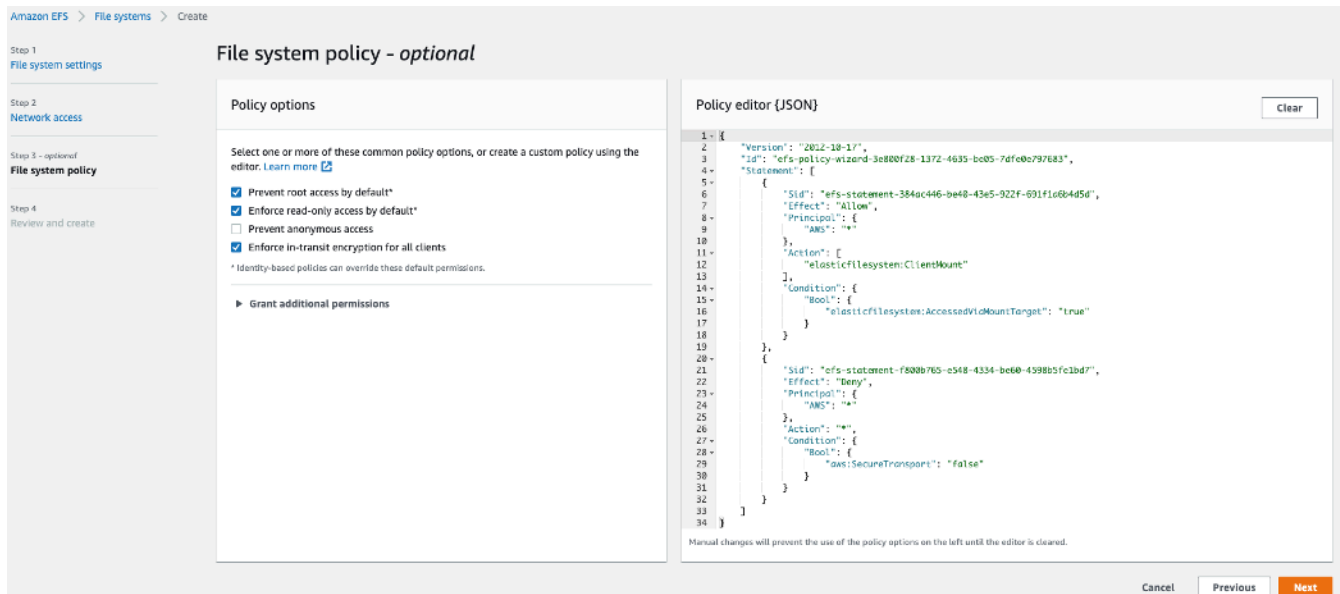 Amazon EFS > File systems > Create
Step 1
File system settings
Step 2
Network access
Step 3 - optional
File system policy
Step 4
Review and create
File system policy - optional
Policy options
Select one or more of these common policy options, or create a custom policy using the
editor. Learn more
Prevent root access by default*
Enforce read-only access by default*
Prevent anonymous access
Enforce in-transit encryption for all clients
* Identity-based policies can override these default permissions.
Grant additional permissions
Policy editor {JSON}
Clear
1 {
2 "Version": "2012-10-17",
3 "Id": "efs-policy-wizard-3e800f28-1372-4635-bc05-7dfe0e797683",
4 "Statement": [
5 {
6 "Sid": "efs-statement-384ac446-be40-43e5-922f-691f1a6b4d5d",
7 "Effect": "Allow",
8 "Principal": {
9 "AWS": "*"
10 },
11 "Action": [
12 "elasticfilesystem:ClientMount"
13 ],
14 "Condition": {
15 "Bool": {
16 "elasticfilesystem:AccessedViaMountTarget": "true"
17 }
18 }
19 },
20 {
21 "Sid": "efs-statement-f800b765-e548-4334-be60-4598b5fe1bd7",
22 "Effect": "Deny",
23 "Principal": {
24 "AWS": "*"
25 },
26 "Action": "*",
27 "Condition": {
28 "Bool": {
29 "aws:SecureTransport": "false"
30 }
31 }
32 }
33 ]
34 }
Manual changes will prevent the use of the policy options on the left until the editor is cleared.
Cancel
Previous
Next